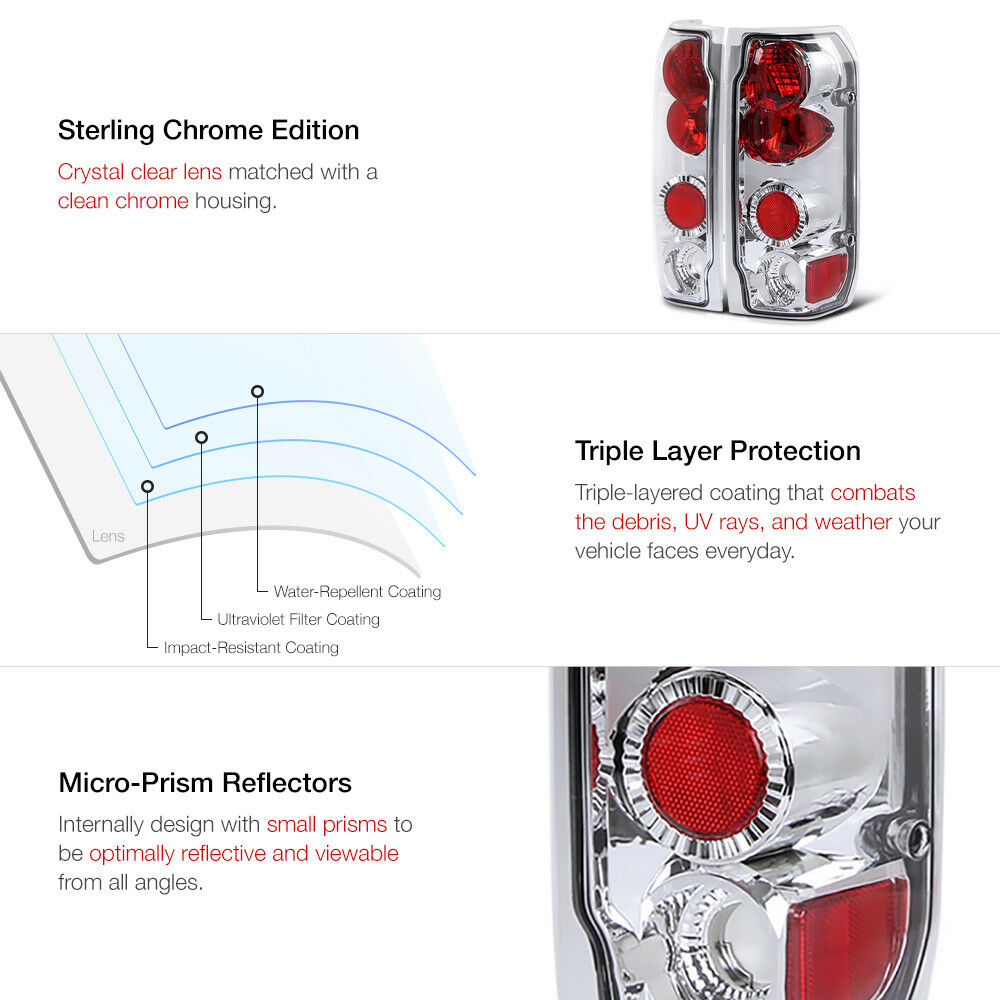 Sterling Chrome Edition
Crystal clear lens matched with a
clean chrome housing.
Lens
Water-Repellent Coating
Ultraviolet Filter Coating
Impact-Resistant Coating
Triple Layer Protection
Triple-layered coating that combats
the debris, UV rays, and weather your
vehicle faces everyday.
Micro-Prism Reflectors
Internally design with small prisms to
be optimally reflective and viewable
from all angles.